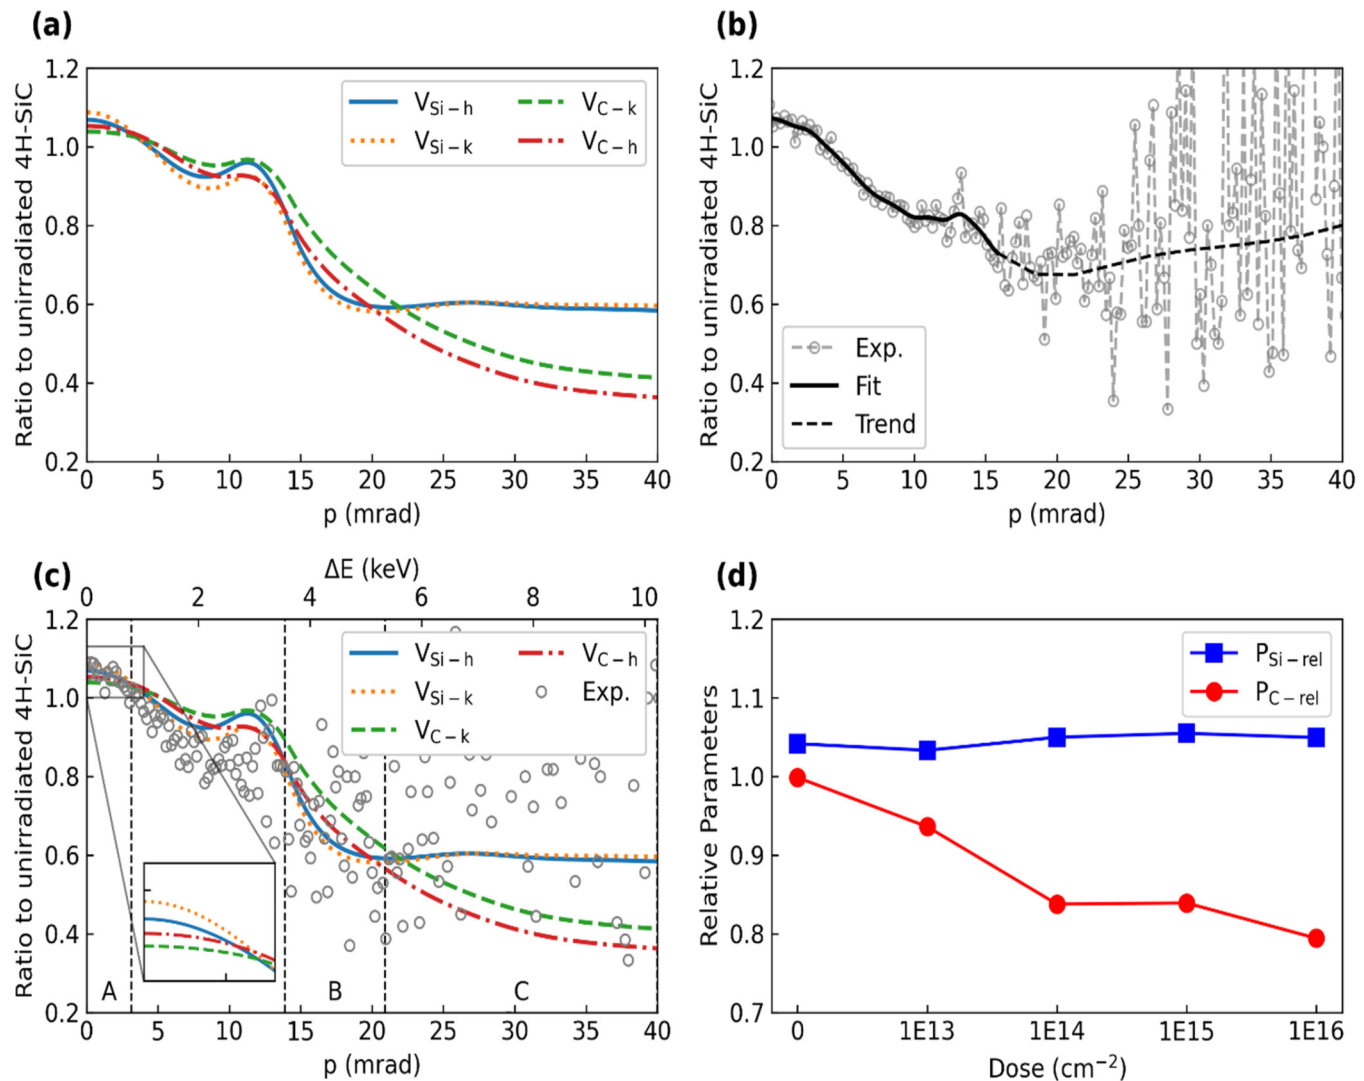 (a)
Ratio to unirradiated 4H-SiC
1.2
1.0
0.8
0.6
0.4
0.2
V_Si-h
V_Si-k
V_C-k
V_C-h
0 5 10 15 20 25 30 35 40
p (mrad)
(b)
Ratio to unirradiated 4H-SiC
1.2
1.0
0.8
0.6
0.4
0.2
Exp.
Fit
Trend
0 5 10 15 20 25 30 35 40
p (mrad)
(c)
ΔE (keV)
0 2 4 6 8 10
Ratio to unirradiated 4H-SiC
1.2
1.0
0.8
0.6
0.4
0.2
V_Si-h
V_Si-k
V_C-k
V_C-h
Exp.
A B C
0 5 10 15 20 25 30 35 40
p (mrad)
(d)
Relative Parameters
1.2
1.1
1.0
0.9
0.8
0.7
P_Si-rel
P_C-rel
0 1E13 1E14 1E15 1E16
Dose (cm⁻²)